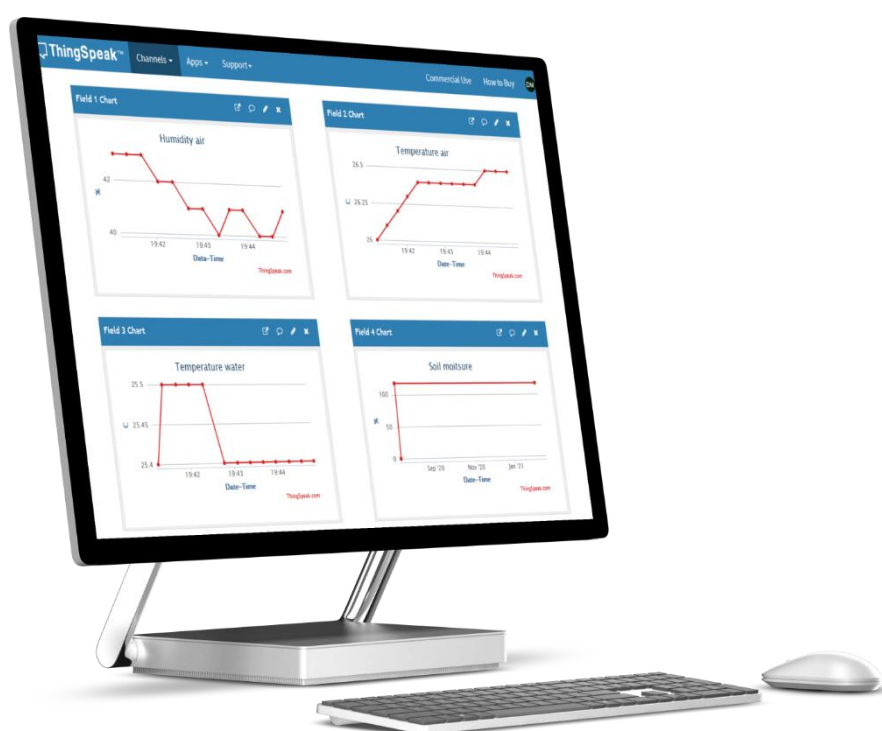 ThingSpeak™ Channels Apps Support Commercial Use How to Buy DM
Field 1 Chart
Humidity air
42
%
40
19:42 19:43 19:44
Data-Time
ThingSpeak.com
Field 2 Chart
Temperature air
26.5
C 26.25
26
19:42 19:43 19:44
Date-Time
ThingSpeak.com
Field 3 Chart
Temperature water
25.5
C 25.45
25.4
19:42 19:43 19:44
Date-Time
ThingSpeak.com
Field 4 Chart
Soil moitsure
100
%
50
0
Sep '20 Nov '20 Jan '21
Date-Time
ThingSpeak.com